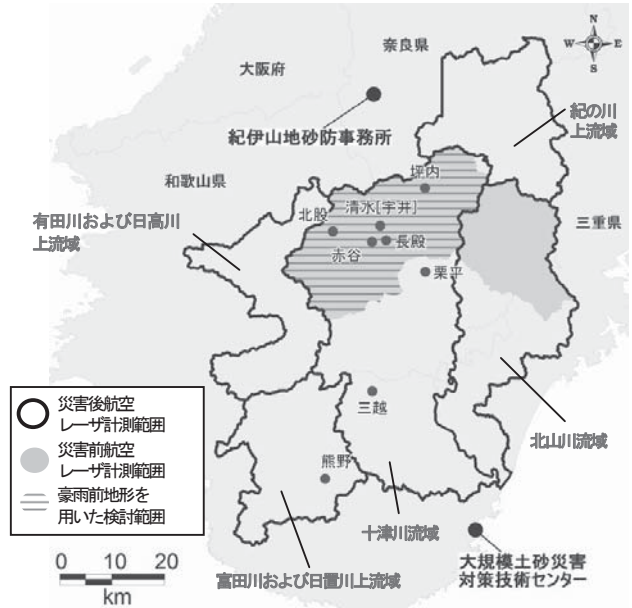 N
W E
S
奈良県
大阪府
紀の川
上流域
紀伊山地砂防事務所
和歌山県
坪内
有田川および日高川
上流域
北股
清水[宇井]
三重県
赤谷
長殿
栗平
災害後航空
レーザ計測範囲
災害前航空
レーザ計測範囲
豪雨前地形を
用いた検討範囲
三越
北山川流域
熊野
十津川流域
大規模土砂災害
対策技術センター
富田川および日置川上流域
0 10 20
km